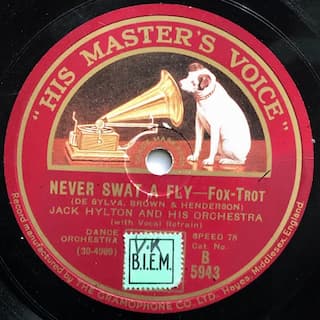 "HIS MASTER'S VOICE"
NEVER SWAT A FLY—FOX-TROT
(DE SYLVA, BROWN & HENDERSON)
JACK HYLTON AND HIS ORCHESTRA
(with Vocal Refrain)
DANCE ORCHESTRA
SPEED 78
Cat. No.
(30-4989)
B
5943
V.K
B.I.E.M.
Record manufactured by THE GRAMOPHONE CO. LTD., Hayes, Middlesex, England